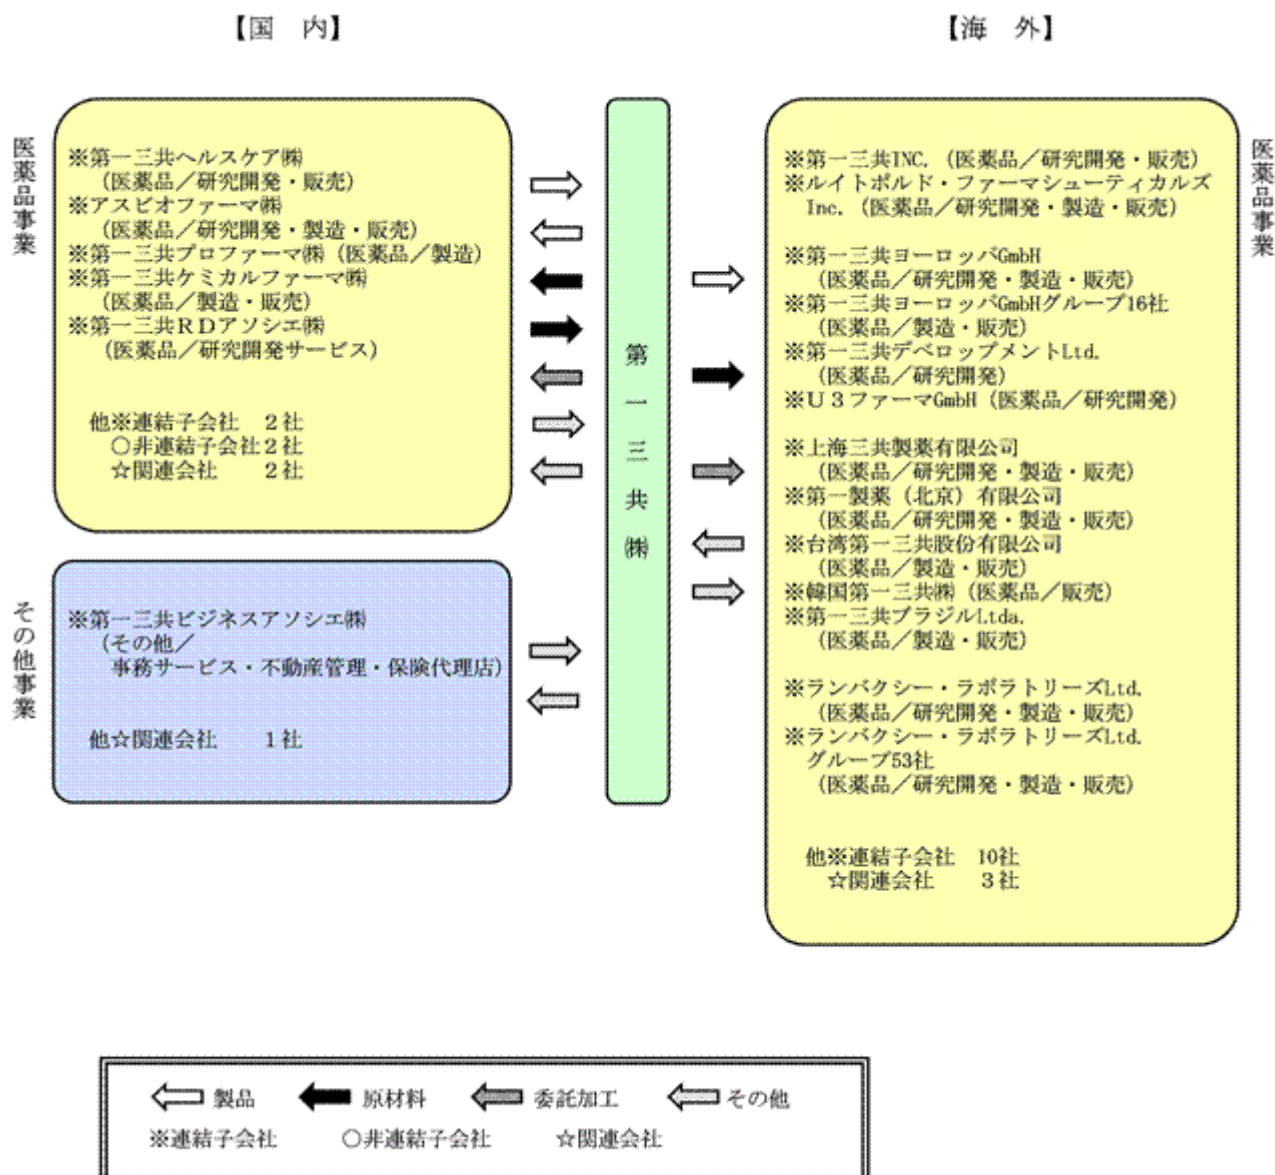 【国　内】
医薬品事業
※第一三共ヘルスケア㈱
(医薬品／研究開発・販売)
※アスビオファーマ㈱
(医薬品／研究開発・製造・販売)
※第一三共プロファーマ㈱（医薬品／製造）
※第一三共ケミカルファーマ㈱
(医薬品／製造・販売)
※第一三共ＲＤアソシエ㈱
(医薬品／研究開発サービス)
他※連結子会社　２社
○非連結子会社２社
☆関連会社　　２社
その他事業
※第一三共ビジネスアソシエ㈱
(その他／
事務サービス・不動産管理・保険代理店)
他☆関連会社　　１社
第一三共㈱
【海　外】
医薬品事業
※第一三共INC.（医薬品／研究開発・販売）
※ルイトポルド・ファーマシューティカルズ
Inc.（医薬品／研究開発・製造・販売）
※第一三共ヨーロッパGmbH
(医薬品／研究開発・製造・販売)
※第一三共ヨーロッパGmbHグループ16社
(医薬品／製造・販売)
※第一三共デベロップメントLtd.
(医薬品／研究開発)
※Ｕ３ファーマGmbH（医薬品／研究開発）
※上海三共製薬有限公司
(医薬品／研究開発・製造・販売)
※第一製薬（北京）有限公司
(医薬品／研究開発・製造・販売)
※台湾第一三共股份有限公司
(医薬品／製造・販売)
※韓国第一三共㈱（医薬品／販売）
※第一三共ブラジルLtda.
(医薬品／製造・販売)
※ランバクシー・ラボラトリーズLtd.
(医薬品／研究開発・製造・販売)
※ランバクシー・ラボラトリーズLtd.
グループ53社
(医薬品／研究開発・製造・販売)
他※連結子会社　10社
☆関連会社　　３社
製品　原材料　委託加工　その他
※連結子会社　○非連結子会社　☆関連会社